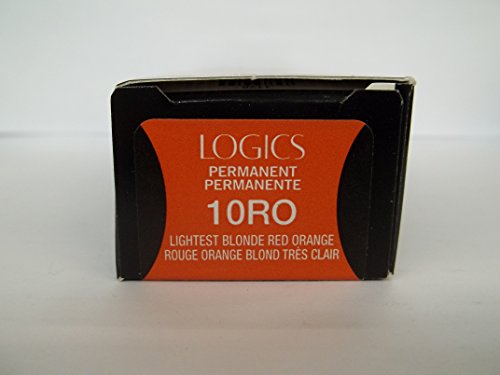 LOGICS
PERMANENT
PERMANENTE
10RO
LIGHTEST BLONDE RED ORANGE
ROUGE ORANGE BLOND TRÈS CLAIR